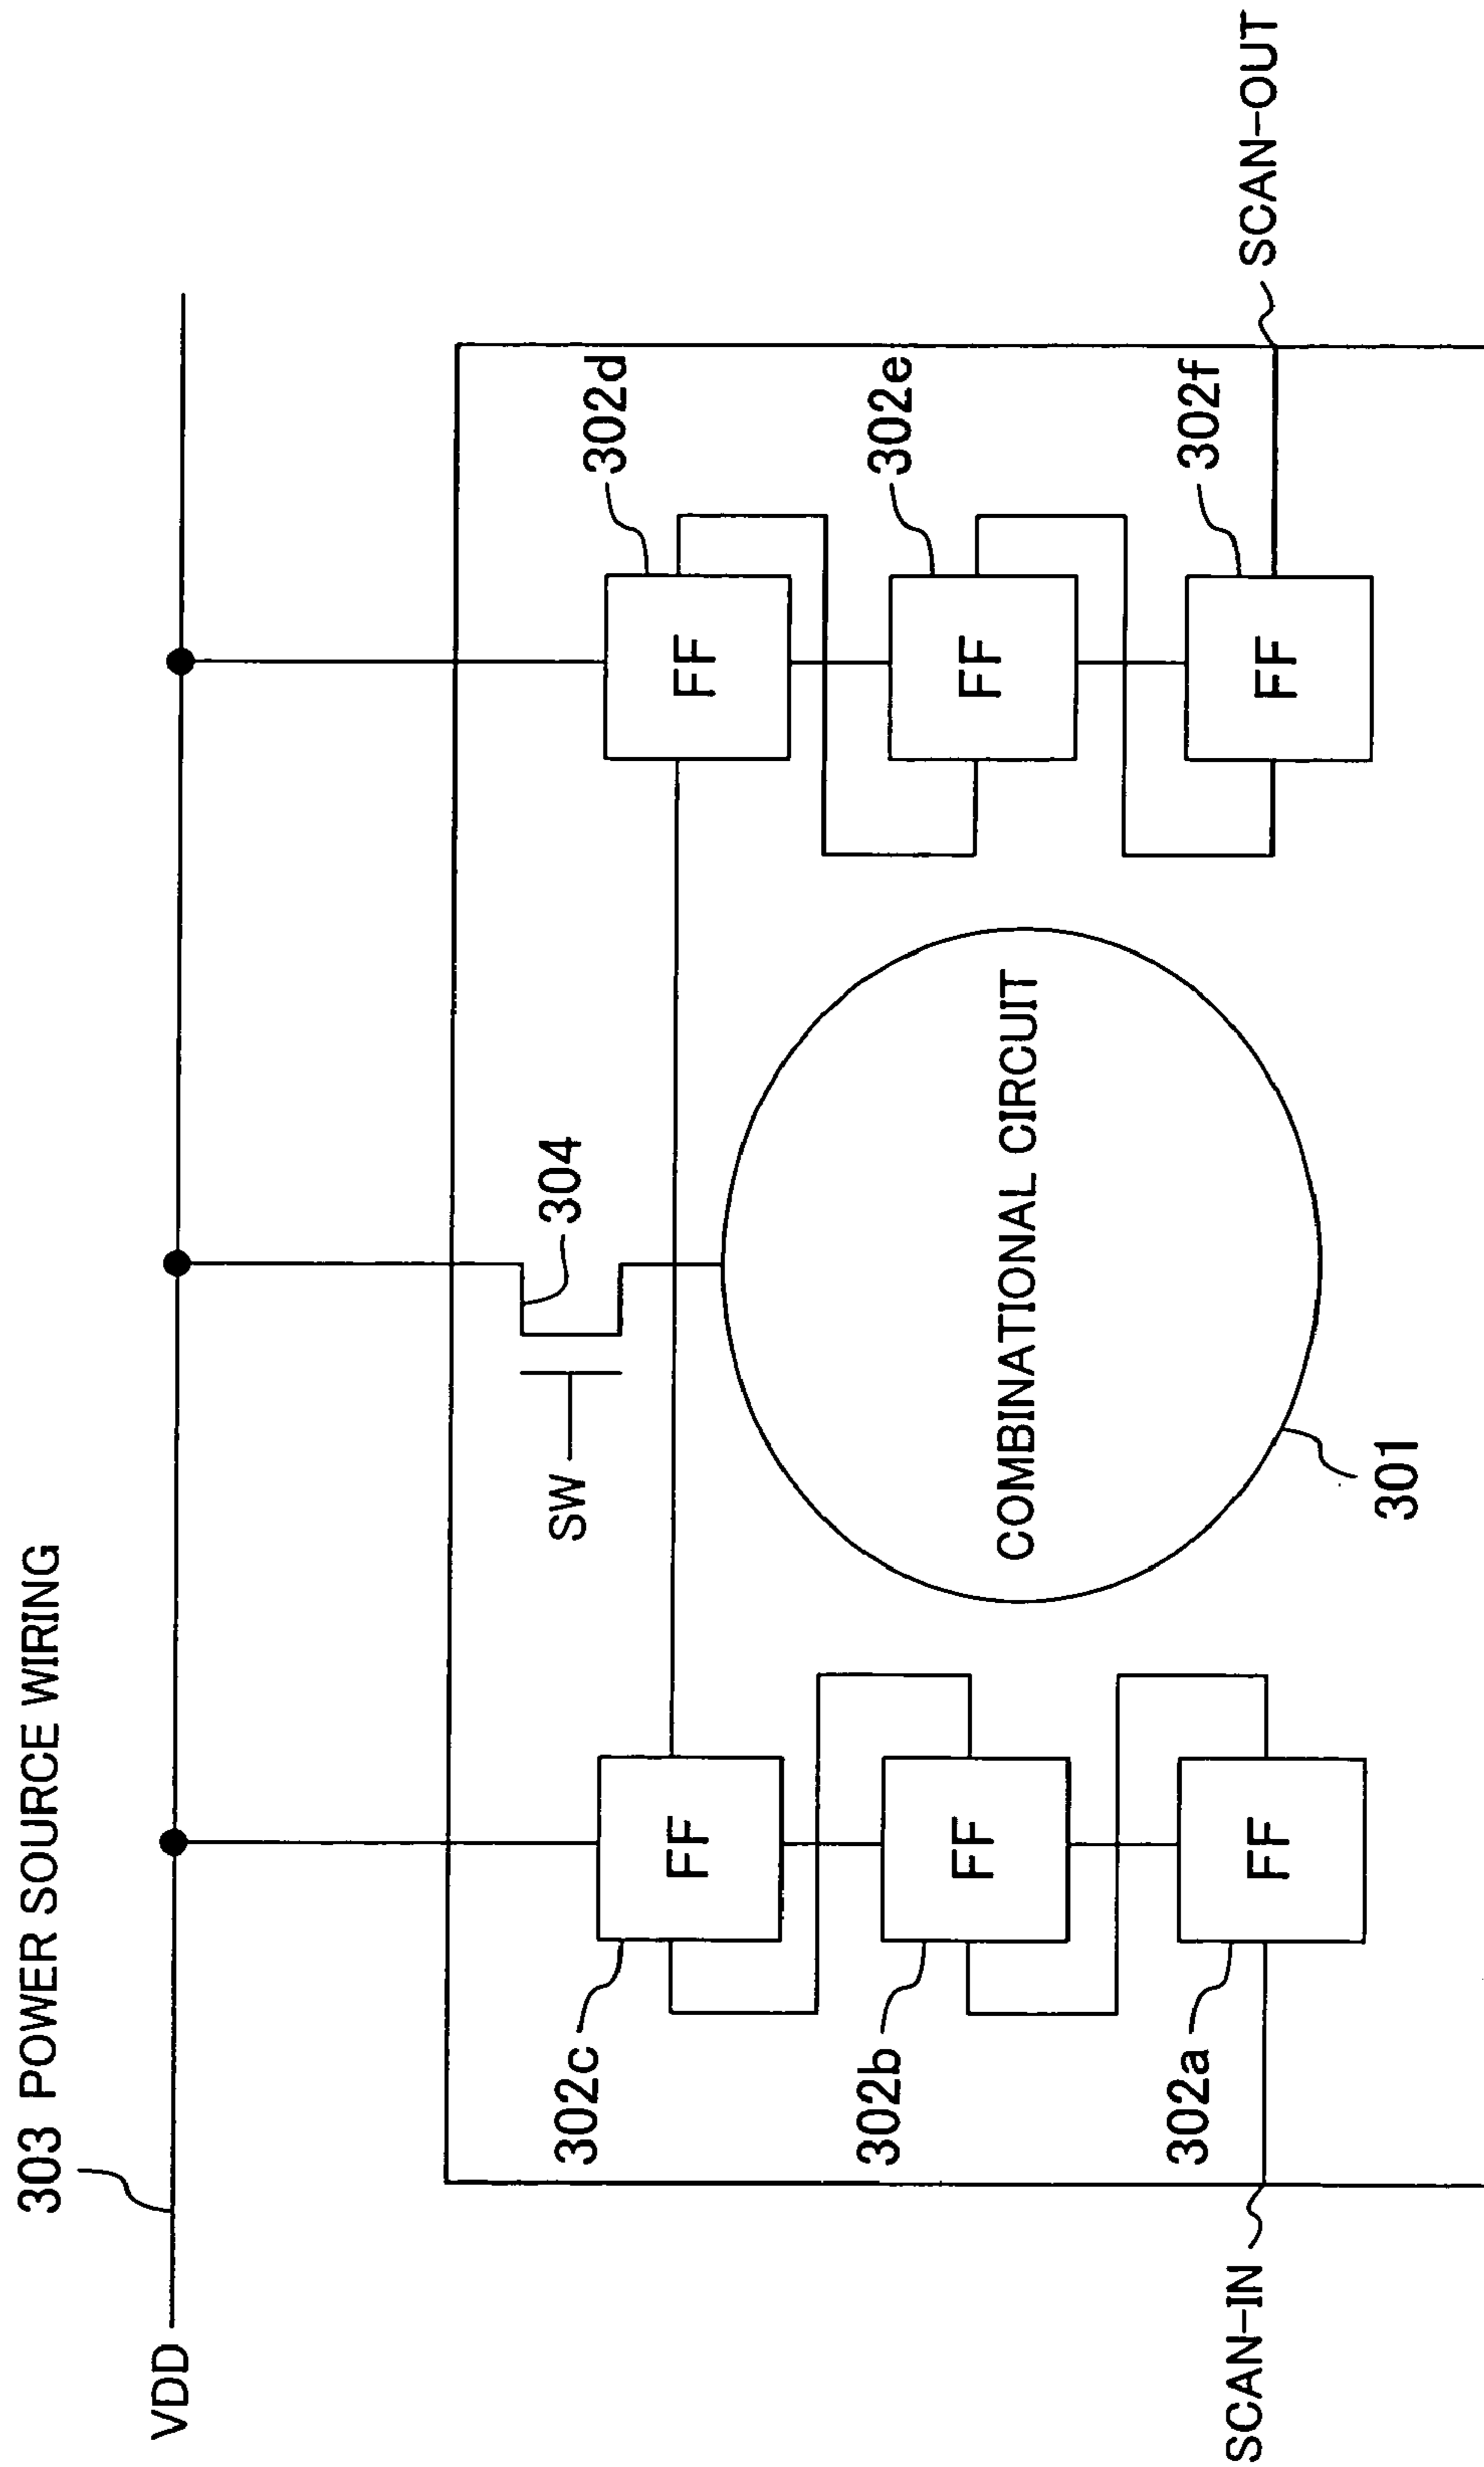 303 POWER SOURCE WIRING
VDD
SW
304
302c
FF
FF
302d
302b
FF
COMBINATIONAL CIRCUIT
FF
302e
302a
FF
FF
302f
SCAN-IN
301
SCAN-OUT